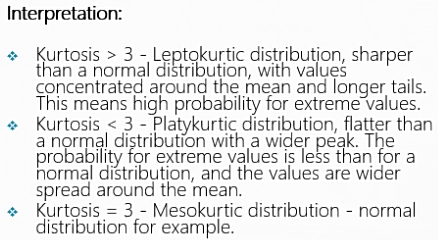 Interpretation:
❖ Kurtosis > 3 - Leptokurtic distribution, sharper
than a normal distribution, with values
concentrated around the mean and longer tails.
This means high probability for extreme values.
❖ Kurtosis < 3 - Platykurtic distribution, flatter than
a normal distribution with a wider peak. The
probability for extreme values is less than for a
normal distribution, and the values are wider
spread around the mean.
❖ Kurtosis = 3 - Mesokurtic distribution - normal
distribution for example.